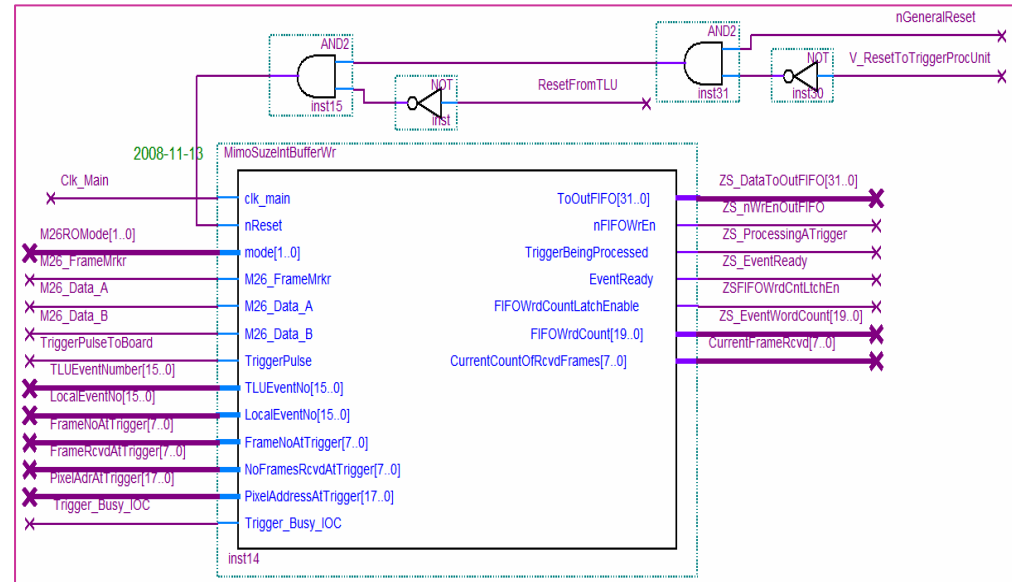 nGeneralReset
AND2
AND2
NOT
V_ResetToTriggerProcUnit
NOT
ResetFromTLU
inst31
inst30
inst15
inst
2008-11-13
MimoSuzeIntBufferWr
Clk_Main
clk_main
ToOutFIFO[31..0]
ZS_DataToOutFIFO[31..0]
nReset
nFIFOWrEn
ZS_nWrEnOutFIFO
M26ROMode[1..0]
mode[1..0]
TriggerBeingProcessed
ZS_ProcessingATrigger
M26_FrameMrkr
M26_FrameMrkr
EventReady
ZS_EventReady
M26_Data_A
M26_Data_A
FIFOWrdCountLatchEnable
ZSFIFOWrdCntLtchEn
M26_Data_B
M26_Data_B
FIFOWrdCount[19..0]
ZS_EventWordCount[19..0]
TriggerPulseToBoard
TriggerPulse
CurrentCountOfRcvdFrames[7..0]
CurrentFrameRcvd[7..0]
TLUEventNumber[15..0]
TLUEventNo[15..0]
LocalEventNo[15..0]
LocalEventNo[15..0]
FrameNoAtTrigger[7..0]
FrameNoAtTrigger[7..0]
FrameRcvdAtTrigger[7..0]
NoFramesRcvdAtTrigger[7..0]
PixelAdrAtTrigger[17..0]
PixelAddressAtTrigger[17..0]
Trigger_Busy_IOC
Trigger_Busy_IOC
inst14